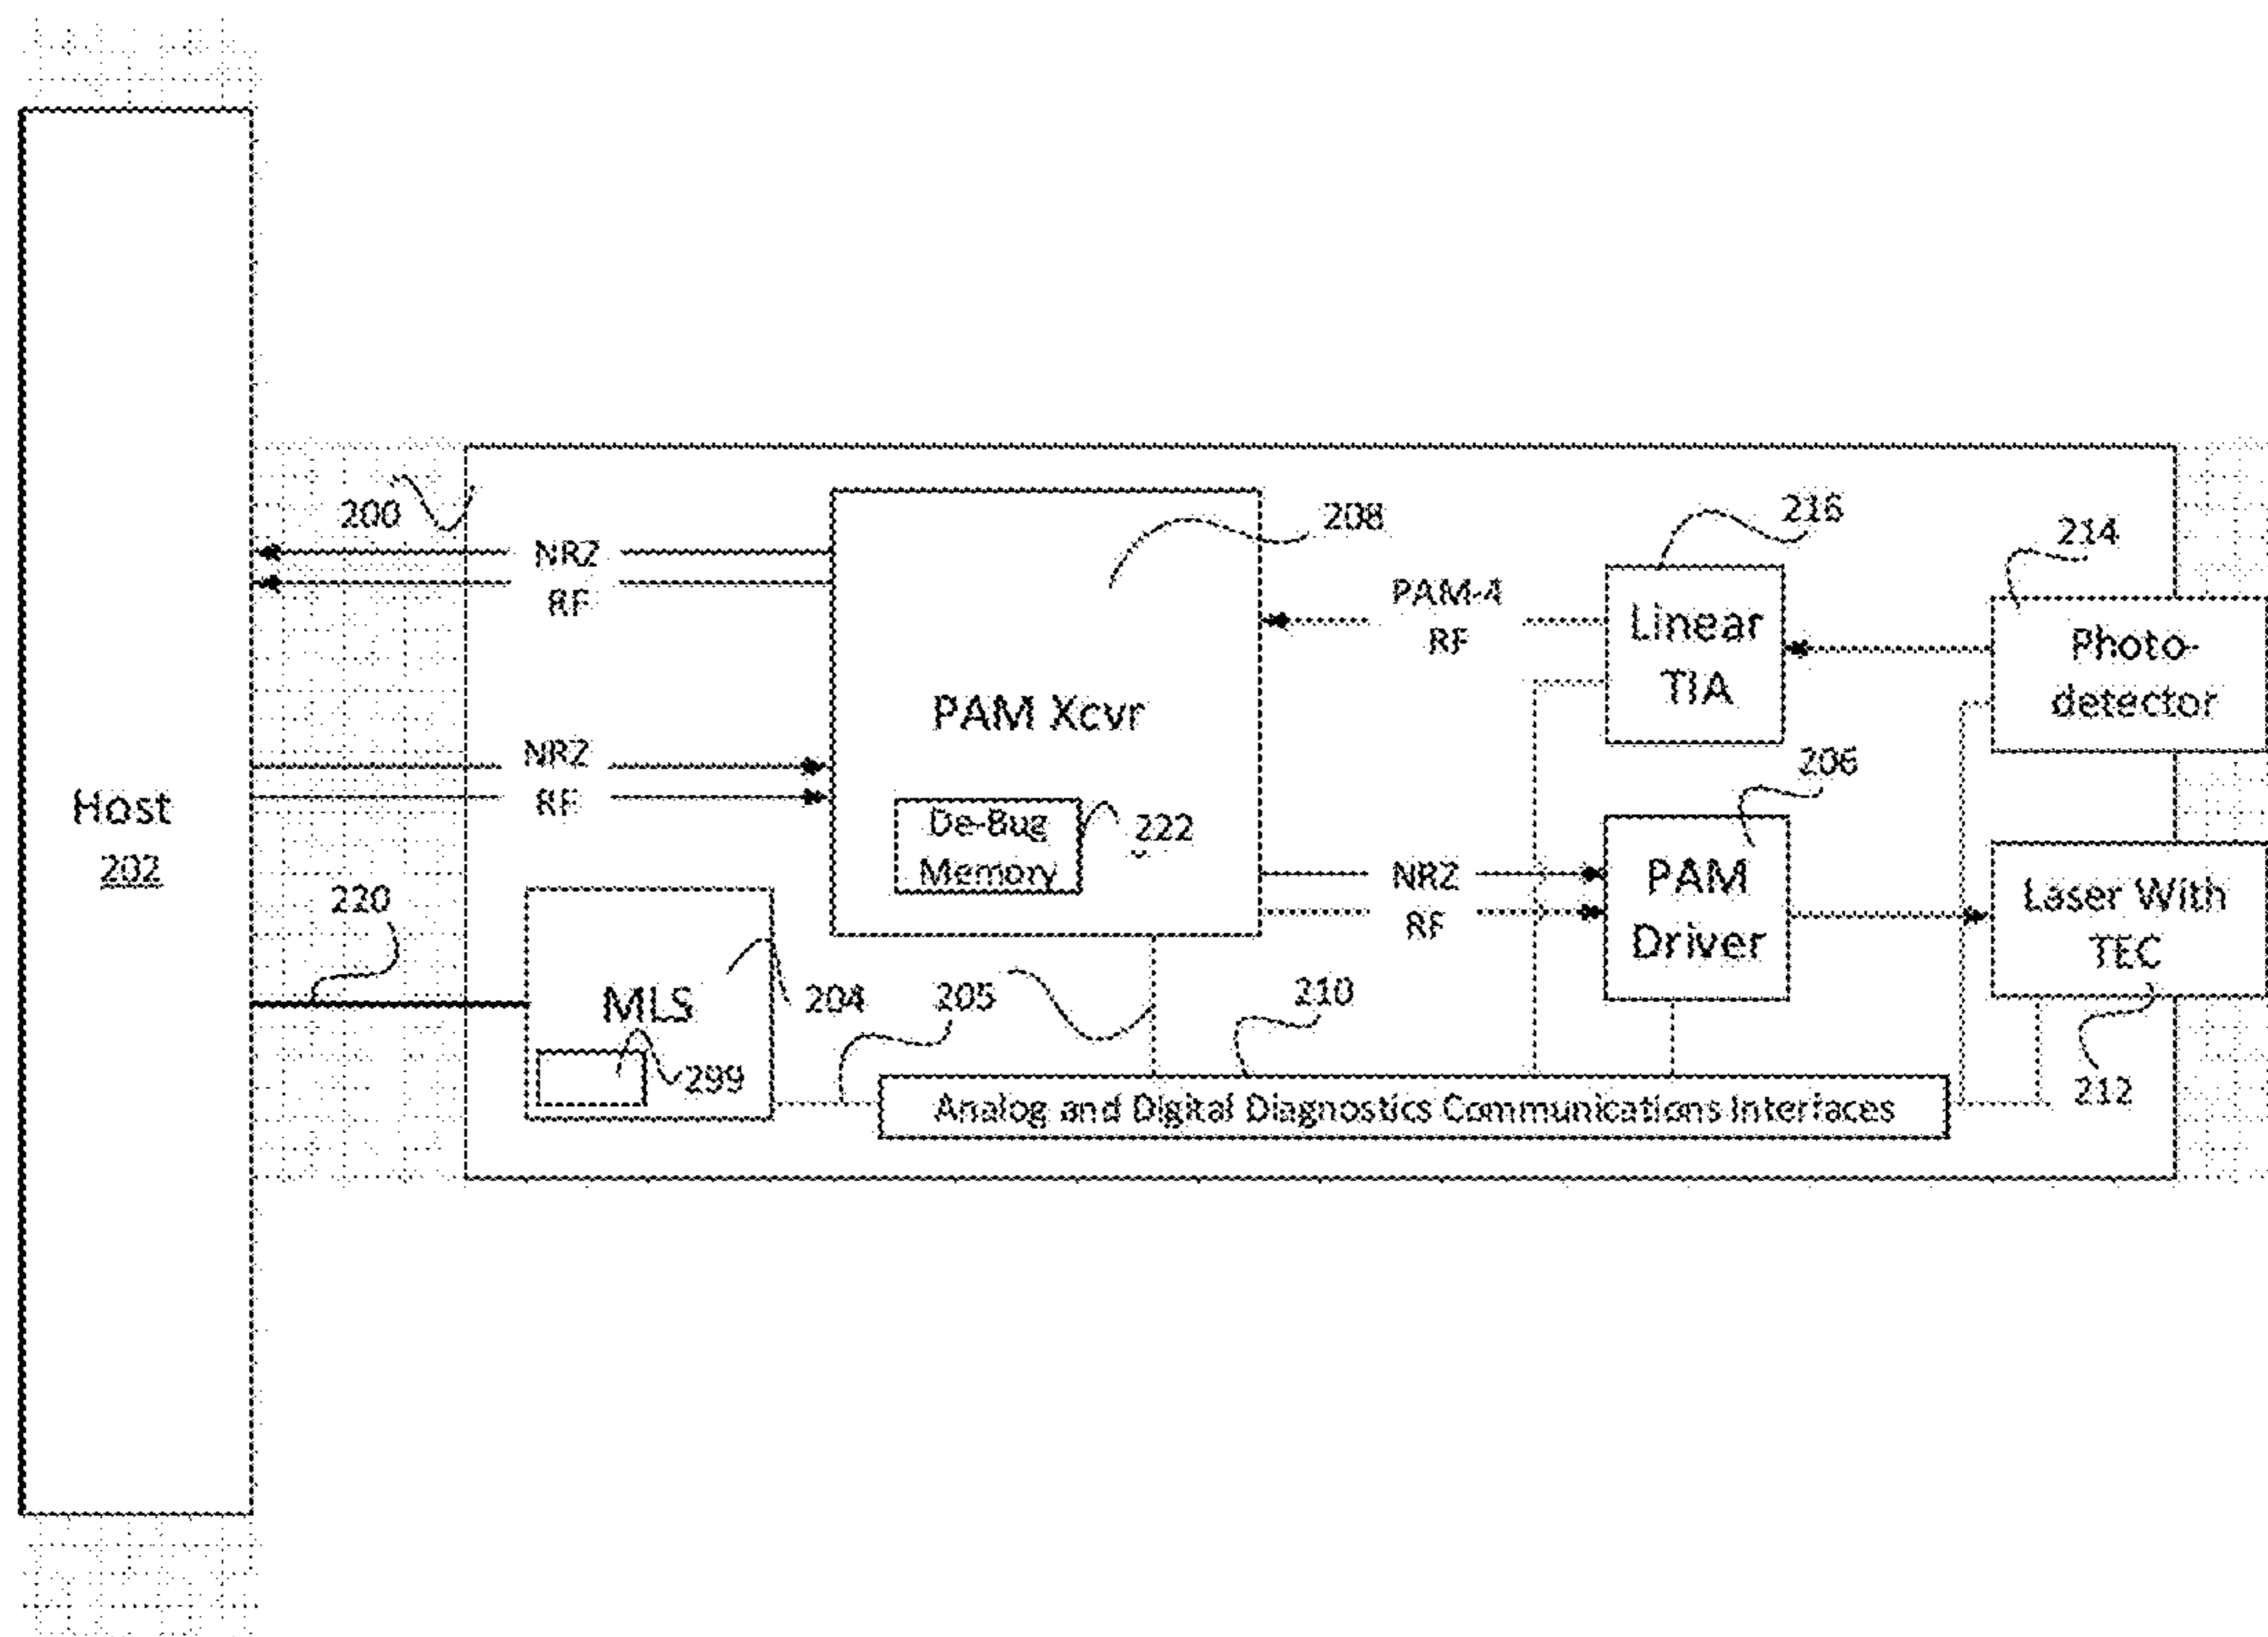 Host
202
200
NRZ
RF
NRZ
RF
220
PAM Xcvr
208
De-Bug
Memory
222
MLS
204
299
205
210
Analog and Digital Diagnostics Communications Interfaces
PAM-4
RF
NRZ
RF
Linear
TIA
216
PAM
Driver
206
Photo-
detector
214
Laser With
TEC
212